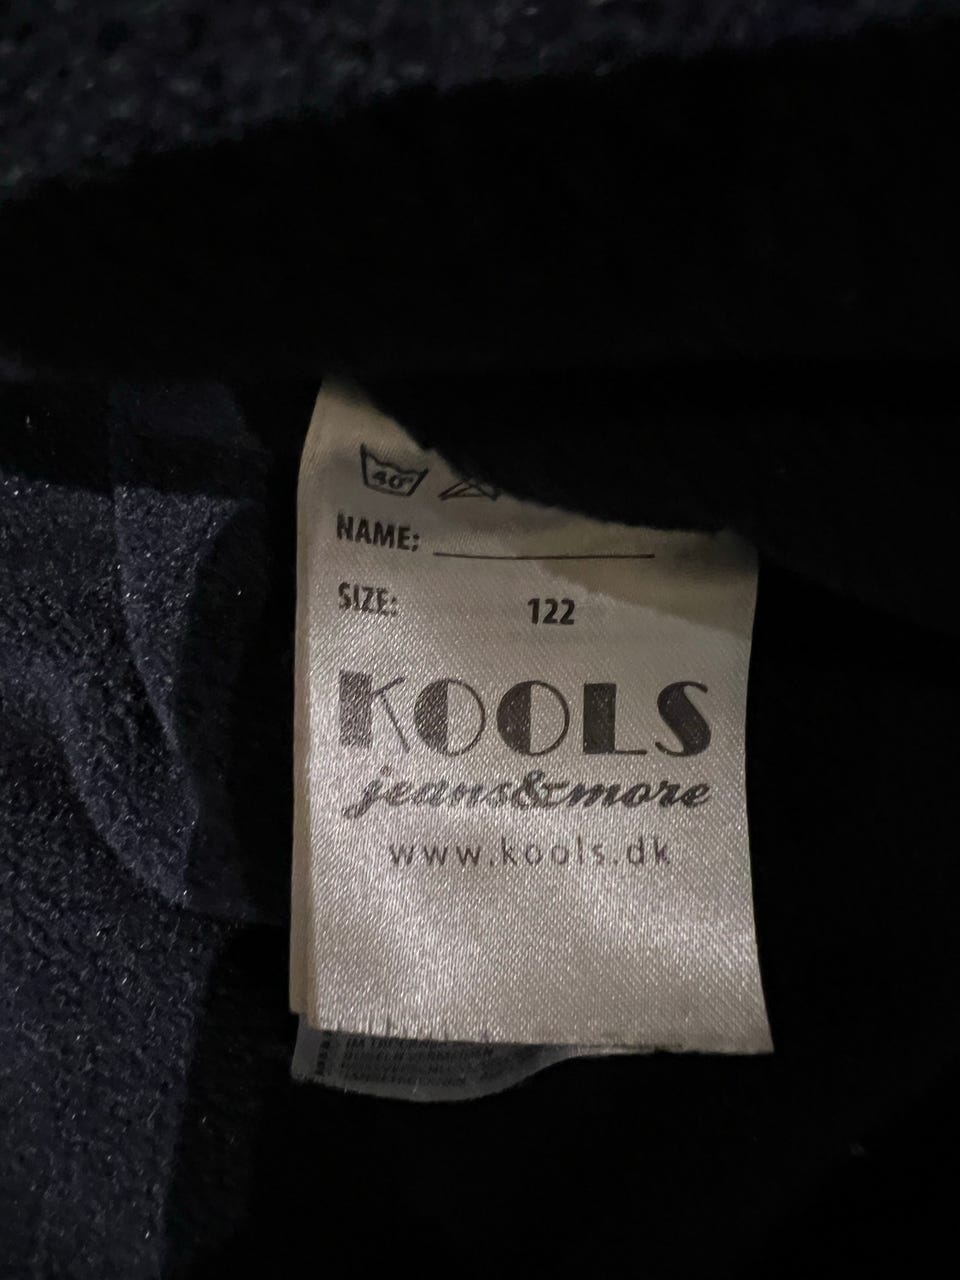 40°
NAME:
SIZE: 122
KOOLS
jeans&more
www.kools.dk